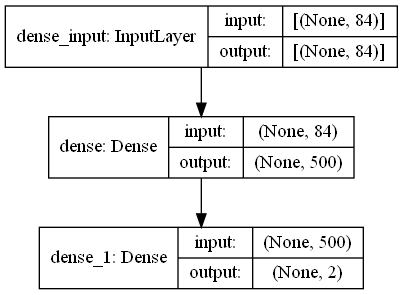 dense_input: InputLayer
input: [(None, 84)]
output: [(None, 84)]
dense: Dense
input: (None, 84)
output: (None, 500)
dense_1: Dense
input: (None, 500)
output: (None, 2)